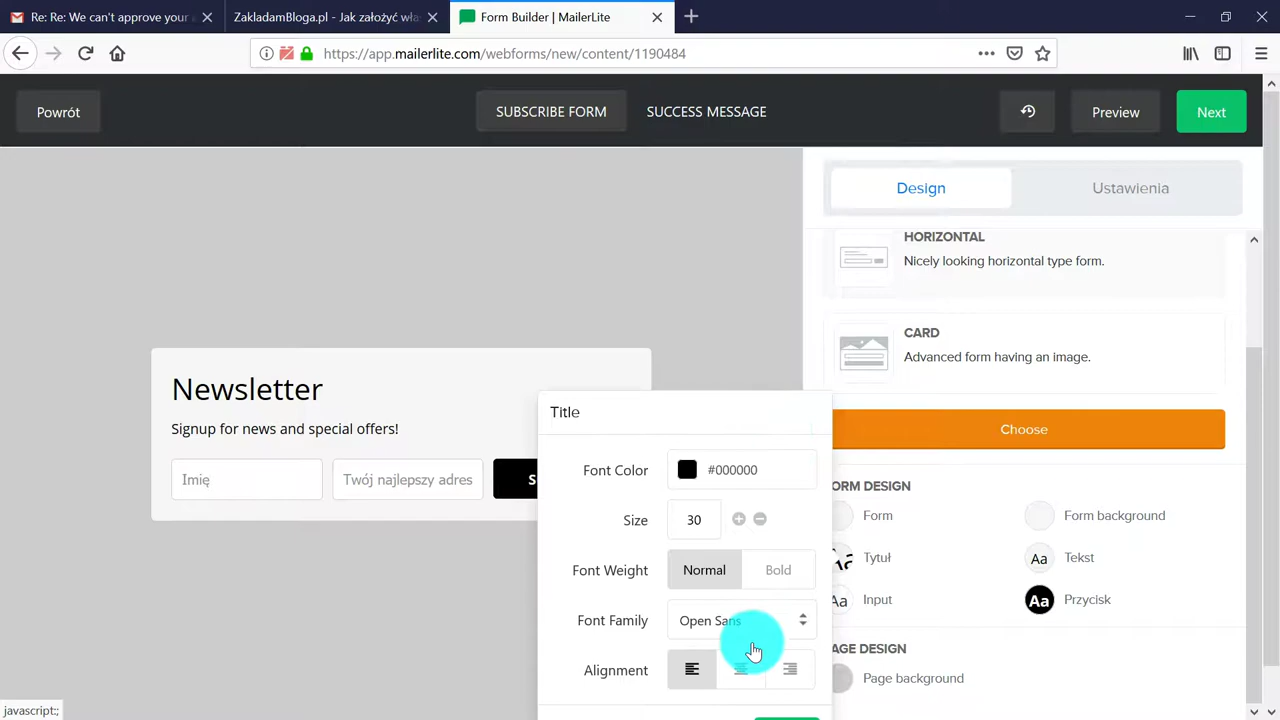 Re: Re: We can't approve your
ZakladamBloga.pl - Jak założyć
Form Builder | MailerLite
https://app.mailerlite.com/webforms/new/content/1190484
Powrót
SUBSCRIBE FORM
SUCCESS MESSAGE
Preview
Next
Design
Ustawienia
HORIZONTAL
Nicely looking horizontal type form.
CARD
Advanced form having an image.
Choose
Newsletter
Signup for news and special offers!
Imię
Twój najlepszy adres
S
Title
Font Color
#000000
Size
30
Font Weight
Normal
Bold
Font Family
Open Sans
Alignment
ORM DESIGN
Form
Form background
Aa
Tytuł
Aa
Tekst
Aa
Input
Aa
Przycisk
AGE DESIGN
Page background
javascript:;